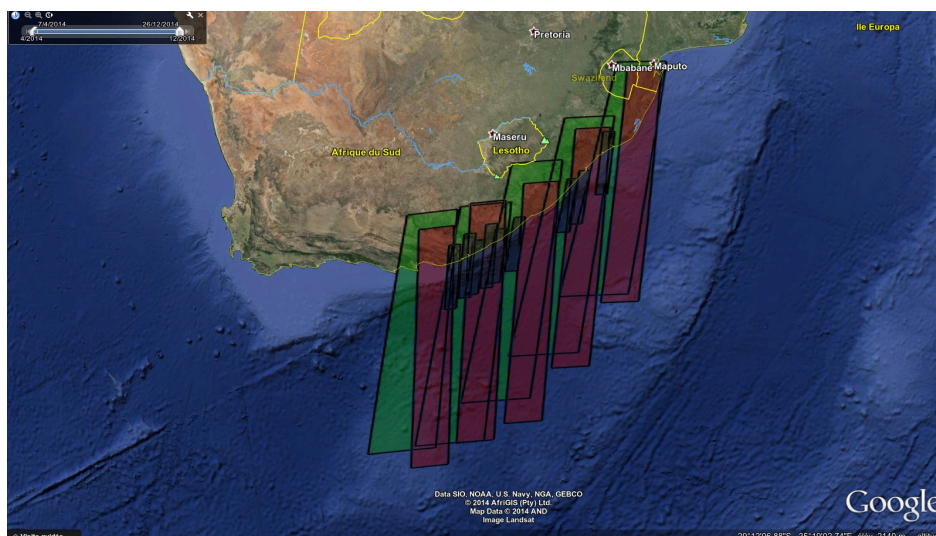 7/4/2014 26/12/2014
4/2014 12/2014
Ile Europa
Pretoria
Mbabane Maputo
Swaziland
Maseru
Lesotho
Afrique du Sud
Data SIO, NOAA, U.S. Navy, NGA, GEBCO
© 2014 AfriGIS (Pty) Ltd.
Map Data © 2014 AND
Image Landsat
Google